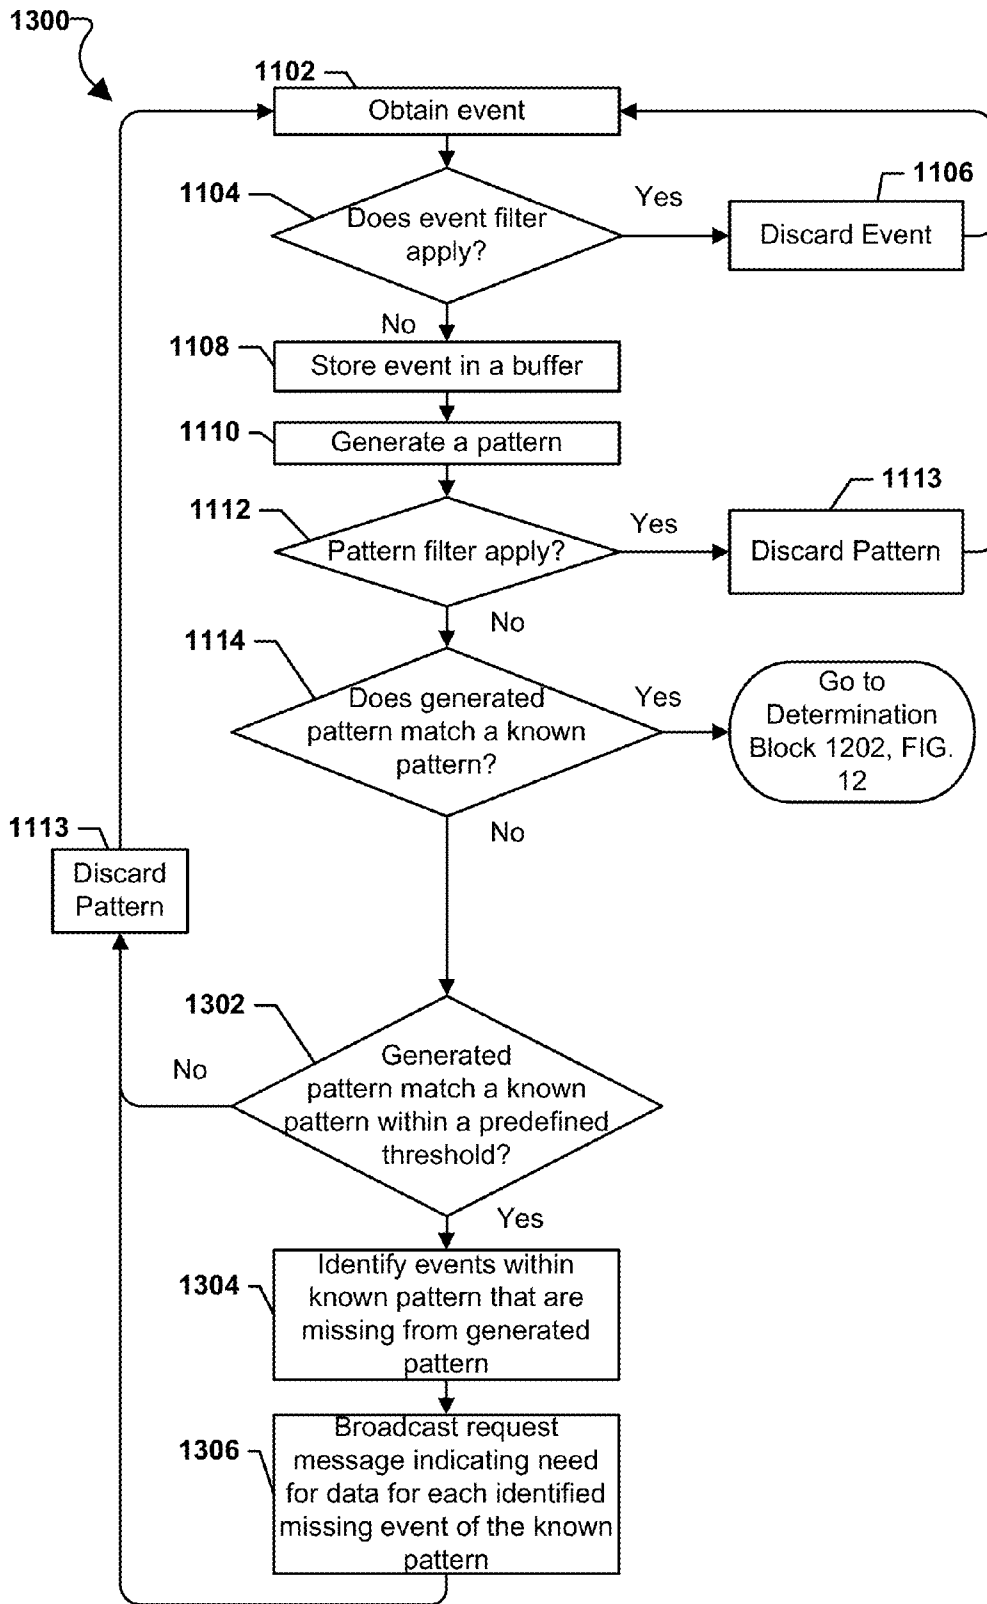 1300
1102
Obtain event
1104
Does event filter
apply?
Yes
1106
Discard Event
No
1108
Store event in a buffer
1110
Generate a pattern
1112
Pattern filter apply?
Yes
1113
Discard Pattern
No
1114
Does generated
pattern match a known
pattern?
Yes
Go to
Determination
Block 1202, FIG.
12
No
1113
Discard
Pattern
1302
Generated
pattern match a known
pattern within a predefined
threshold?
No
Yes
1304
Identify events within
known pattern that are
missing from generated
pattern
1306
Broadcast request
message indicating need
for data for each identified
missing event of the known
pattern